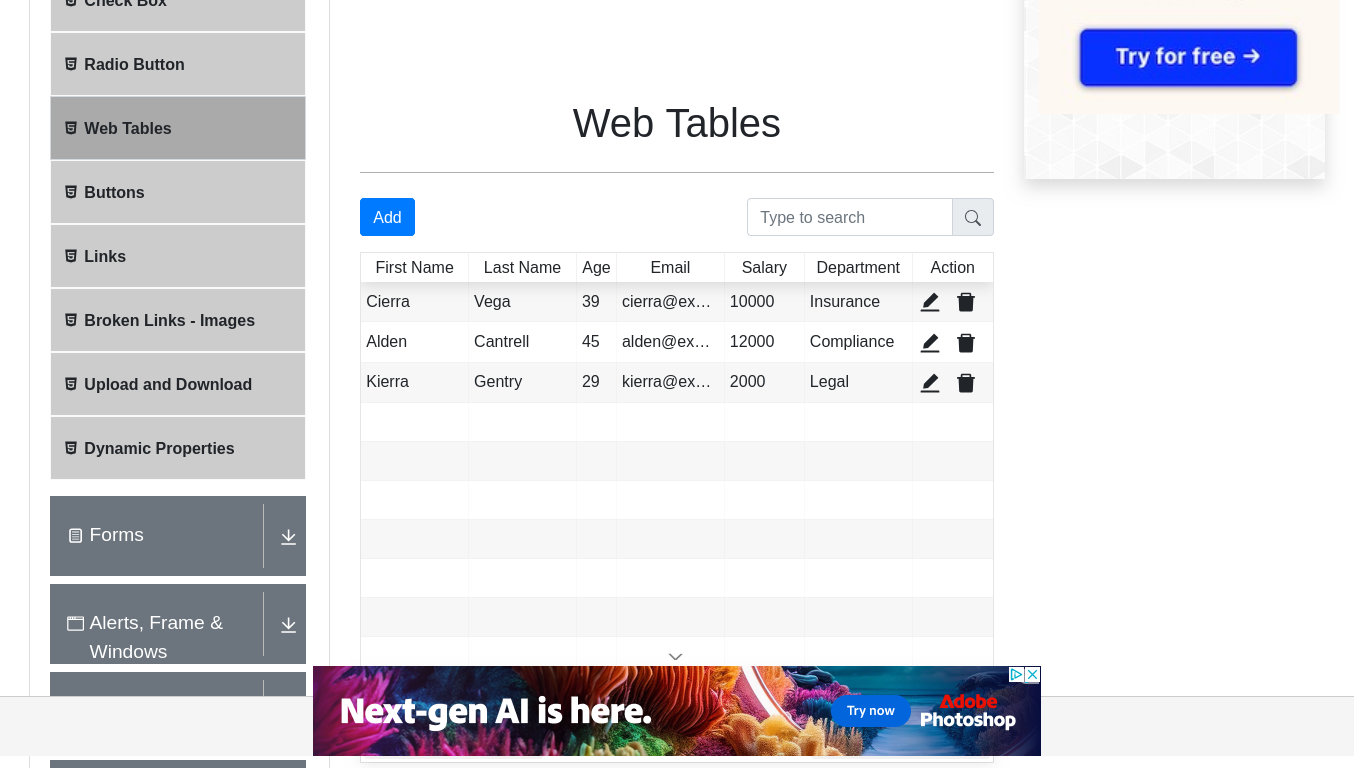 Check Box
Radio Button
Web Tables
Buttons
Links
Broken Links - Images
Upload and Download
Dynamic Properties
Forms
Alerts, Frame &
Windows
Web Tables
Add
Type to search
First Name Last Name Age Email Salary Department Action
Cierra Vega 39 cierra@ex... 10000 Insurance
Alden Cantrell 45 alden@ex... 12000 Compliance
Kierra Gentry 29 kierra@ex... 2000 Legal
Try for free →
Next-gen AI is here.
Try now
Adobe
Photoshop